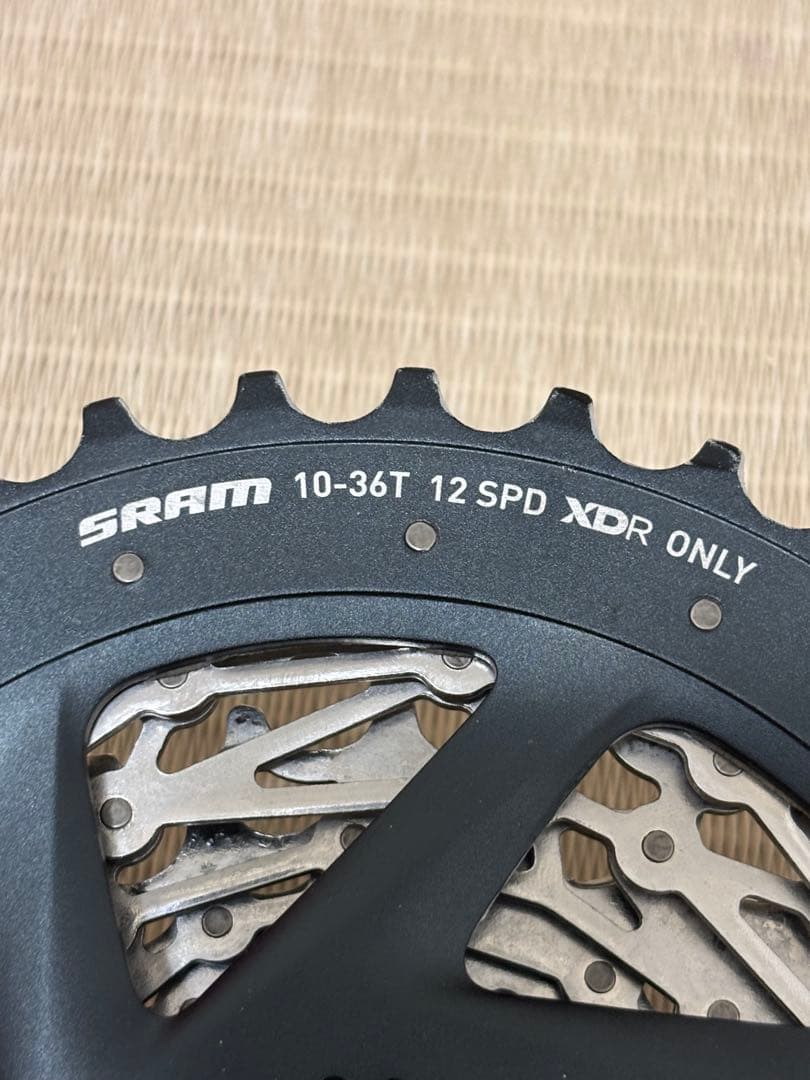 SRAM 10-36T 12 SPD XDR ONLY